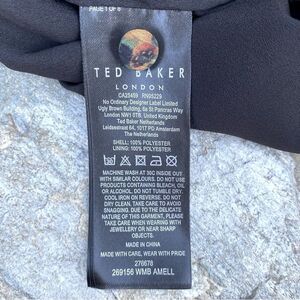 PAGE 1 OF 8
TED BAKER
LONDON
CA25409 RN95229
No Ordinary Designer Label Limited
Ugly Brown Building, 6a St Pancras Way
London NW1 0TB. United Kingdom
Ted Baker Netherlands
Leidsestraat 64, 1017 PD Amsterdam
The Netherlands
SHELL: 100% POLYESTER
LINING: 100% POLYESTER
MACHINE WASH AT 30C INSIDE OUT
WITH SIMILAR COLOURS. DO NOT USE
PRODUCTS CONTAINING BLEACH, OIL
OR ALCOHOL. DO NOT TUMBLE DRY.
COOL IRON ON REVERSE. DO NOT
DRY CLEAN. TAKE CARE TO AVOID
SNAGGING. DUE TO THE DELICATE
NATURE OF THIS GARMENT, PLEASE
TAKE CARE WHEN WEARING WITH
JEWELLERY OR NEAR SHARP
OBJECTS.
MADE IN CHINA
MADE WITH CARE, WEAR WITH PRIDE
276678
269156 WMB AMELL